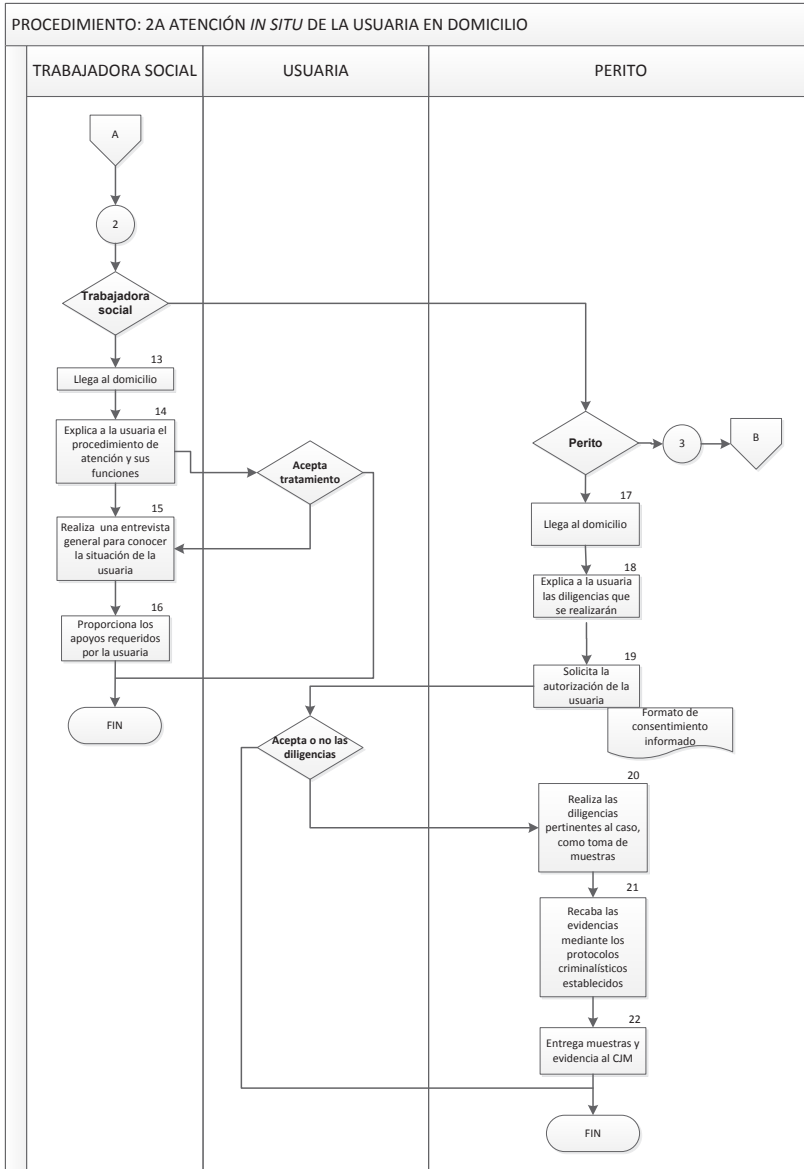 PROCEDIMIENTO: 2A ATENCIÓN IN SITU DE LA USUARIA EN DOMICILIO
TRABAJADORA SOCIAL
USUARIA
PERITO
A
2
Trabajadora
social
13
Llega al domicilio
14
Explica a la usuaria el
procedimiento de
atención y sus
funciones
Acepta
tratamiento
15
Realiza una entrevista
general para conocer
la situación de la
usuaria
16
Proporciona los
apoyos requeridos
por la usuaria
FIN
Perito
3
B
17
Llega al domicilio
18
Explica a la usuaria
las diligencias que
se realizarán
19
Solicita la
autorización de la
usuaria
Formato de
consentimiento
informado
Acepta o no las
diligencias
20
Realiza las
diligencias
pertinentes al caso,
como toma de
muestras
21
Recaba las
evidencias
mediante los
protocolos
criminalísticos
establecidos
22
Entrega muestras y
evidencia al CJM
FIN